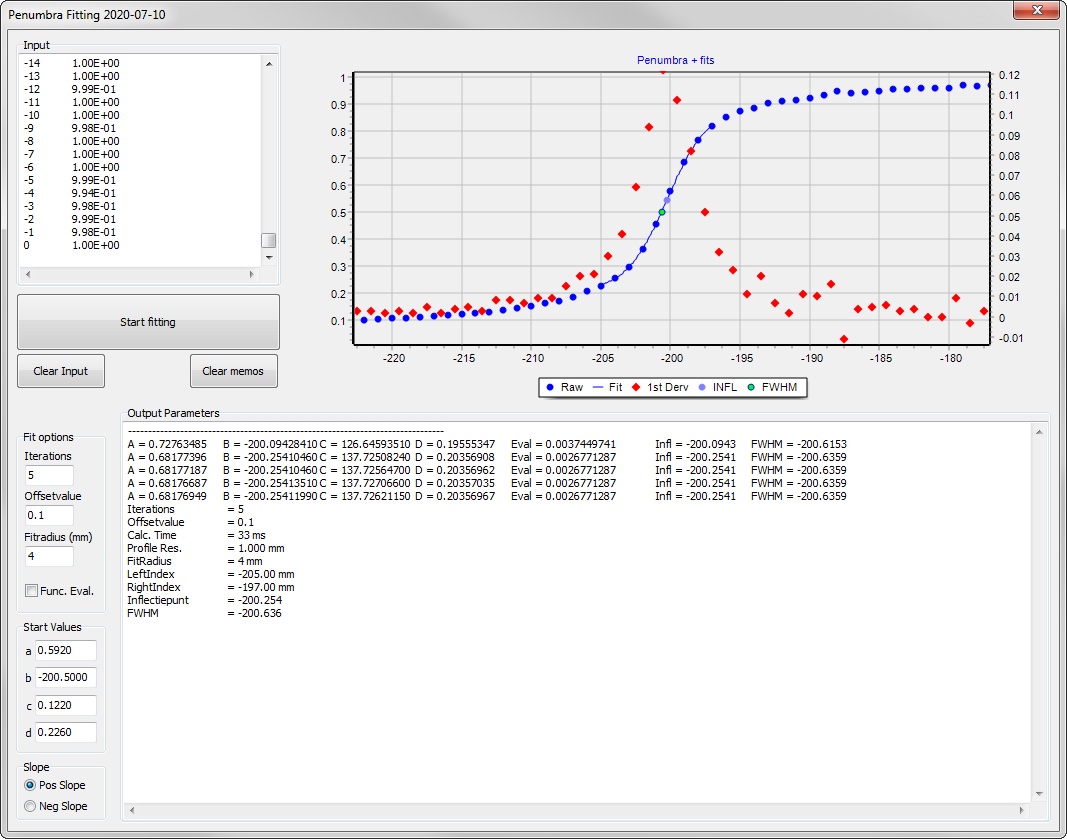 Penumbra Fitting 2020-07-10
Input
-14 1.00E+00
-13 1.00E+00
-12 9.99E-01
-11 1.00E+00
-10 1.00E+00
-9 9.98E-01
-8 1.00E+00
-7 1.00E+00
-6 1.00E+00
-5 9.99E-01
-4 9.94E-01
-3 9.98E-01
-2 9.99E-01
-1 9.98E-01
0 1.00E+00
Start fitting
Clear Input
Clear memos
Penumbra + fits
1
0.9
0.8
0.7
0.6
0.5
0.4
0.3
0.2
0.1
0.12
0.11
0.1
0.09
0.08
0.07
0.06
0.05
0.04
0.03
0.02
0.01
0
-0.01
-220 -215 -210 -205 -200 -195 -190 -185 -180
Raw Fit 1st Derv INFL FWHM
Fit options
Iterations
5
Offsetvalue
0.1
Fitradius (mm)
4
Func. Eval.
Start Values
a 0.5920
b -200.5000
c 0.1220
d 0.2260
Slope
Pos Slope
Neg Slope
Output Parameters
--------------------------------------------------------------------------------
A = 0.72763485 B = -200.09428410 C = 126.64593510 D = 0.19555347 Eval = 0.0037449741 Infl = -200.0943 FWHM = -200.6153
A = 0.68177396 B = -200.25410460 C = 137.72508240 D = 0.20356908 Eval = 0.0026771287 Infl = -200.2541 FWHM = -200.6359
A = 0.68177187 B = -200.25410460 C = 137.72564700 D = 0.20356962 Eval = 0.0026771287 Infl = -200.2541 FWHM = -200.6359
A = 0.68176687 B = -200.25413510 C = 137.72706600 D = 0.20357035 Eval = 0.0026771287 Infl = -200.2541 FWHM = -200.6359
A = 0.68176949 B = -200.25411990 C = 137.72621150 D = 0.20356967 Eval = 0.0026771287 Infl = -200.2541 FWHM = -200.6359
Iterations = 5
Offsetvalue = 0.1
Calc. Time = 33 ms
Profile Res. = 1.000 mm
FitRadius = 4 mm
LeftIndex = -205.00 mm
RightIndex = -197.00 mm
Inflectiepunt = -200.254
FWHM = -200.636